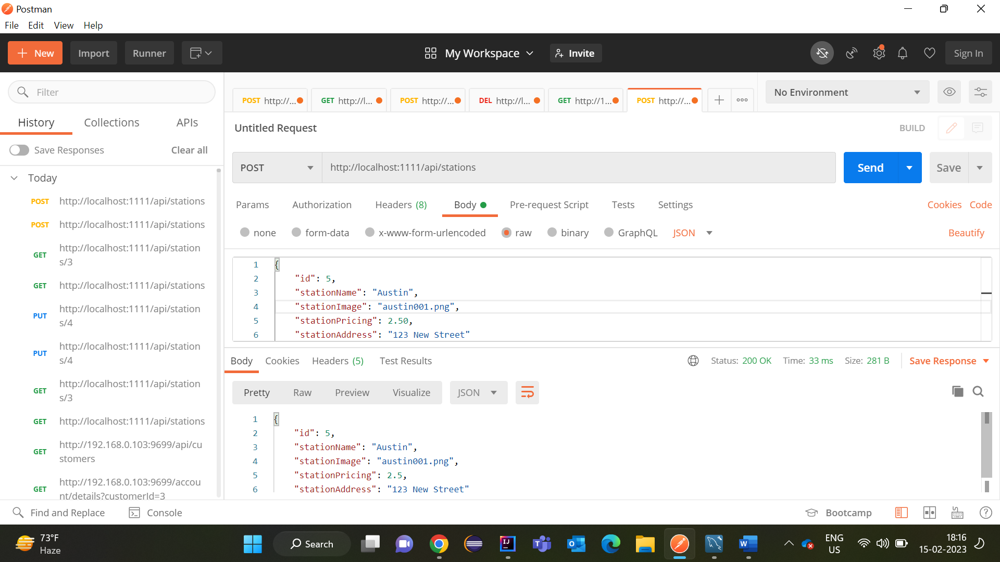 Postman
File Edit View Help
New Import Runner My Workspace Invite Sign In
Filter
History Collections APIs
Save Responses Clear all
Today
POST http://localhost:1111/api/stations
POST http://localhost:1111/api/stations
GET http://localhost:1111/api/station
s/3
GET http://localhost:1111/api/stations
PUT http://localhost:1111/api/station
s/4
PUT http://localhost:1111/api/station
s/4
GET http://localhost:1111/api/station
s/3
GET http://localhost:1111/api/stations
GET http://192.168.0.103:9699/api/cu
stomers
GET http://192.168.0.103:9699/accou
nt/details?customerId=3
POST http://... GET http://l... POST http://... DEL http://l... GET http://1... POST http://... No Environment
Untitled Request BUILD
POST http://localhost:1111/api/stations Send Save
Params Authorization Headers (8) Body Pre-request Script Tests Settings Cookies Code
none form-data x-www-form-urlencoded raw binary GraphQL JSON Beautify
1 {
2 "id": 5,
3 "stationName": "Austin",
4 "stationImage": "austin001.png",
5 "stationPricing": 2.50,
6 "stationAddress": "123 New Street"
Body Cookies Headers (5) Test Results Status: 200 OK Time: 33 ms Size: 281 B Save Response
Pretty Raw Preview Visualize JSON
1 {
2 "id": 5,
3 "stationName": "Austin",
4 "stationImage": "austin001.png",
5 "stationPricing": 2.5,
6 "stationAddress": "123 New Street"
Find and Replace Console Bootcamp
73°F
Haze
Search
ENG
US
18:16
15-02-2023